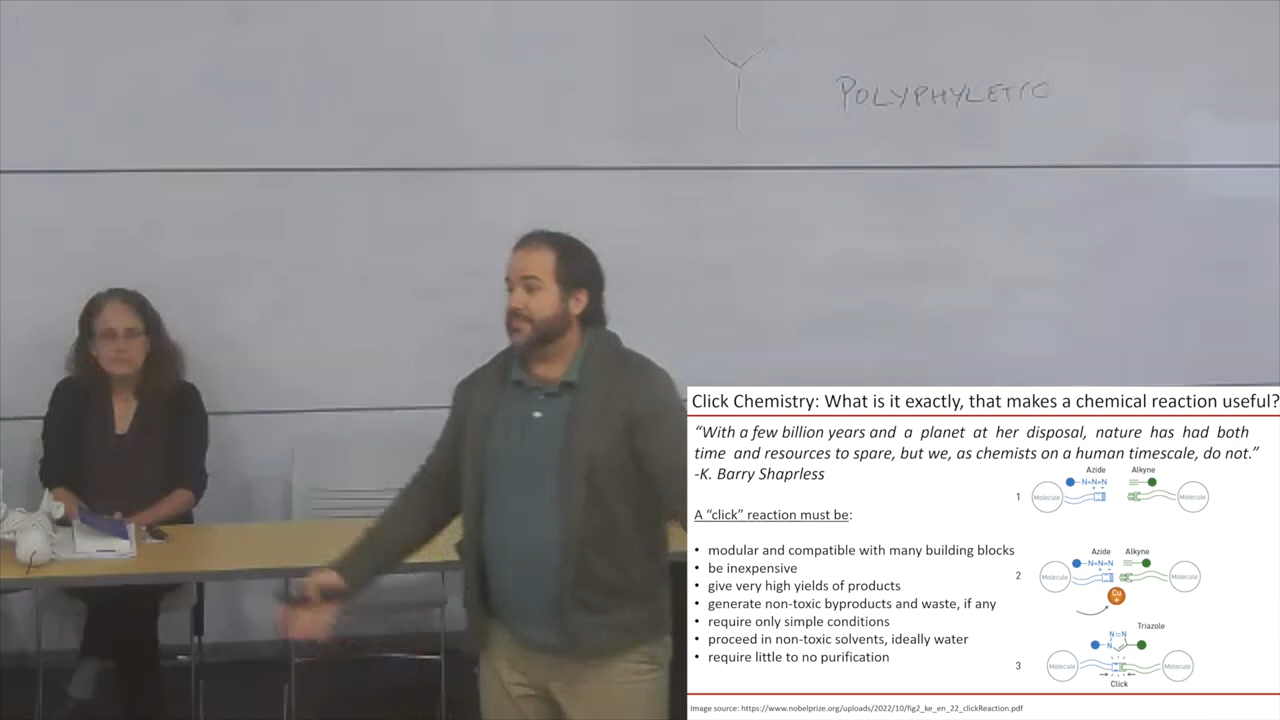 POLYPHYLETIC
Click Chemistry: What is it exactly, that makes a chemical reaction useful?
“With a few billion years and a planet at her disposal, nature has had both
time and resources to spare, but we, as chemists on a human timescale, do not.”
-K. Barry Shaprless
Azide Alkyne
N=N=N
1
Molecule Molecule
A “click” reaction must be:
• modular and compatible with many building blocks
• be inexpensive
• give very high yields of products
• generate non-toxic byproducts and waste, if any
• require only simple conditions
• proceed in non-toxic solvents, ideally water
• require little to no purification
Azide Alkyne
N=N=N
2
Molecule Molecule
Cu
+
Triazole
N=N
N
3
Molecule Molecule
Click
Image source: https://www.nobelprize.org/uploads/2022/10/fig2_ke_en_22_clickReaction.pdf